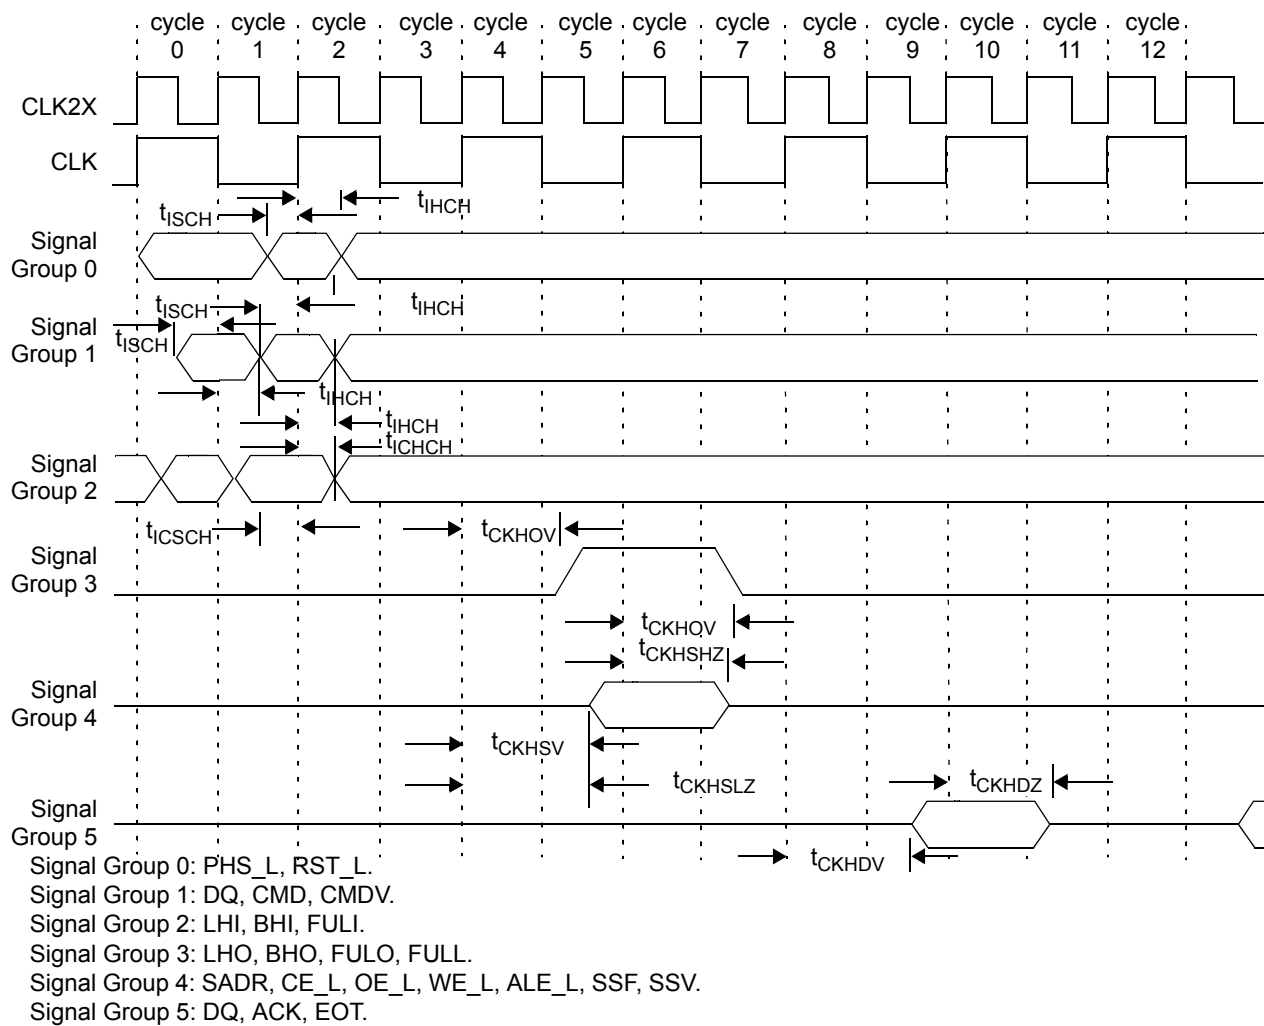 cycle cycle cycle cycle cycle cycle cycle cycle cycle cycle cycle cycle cycle
0 1 2 3 4 5 6 7 8 9 10 11 12
CLK2X
CLK
tIHCH
tISCH
Signal
Group 0
tISCH
tIHCH
Signal
Group 1
tISCH
tIHCH
tIHCH
tICHCH
Signal
Group 2
tICSCH
tCKHOV
Signal
Group 3
tCKHOV
tCKHSHZ
Signal
Group 4
tCKHSV
tCKHSLZ
tCKHDZ
Signal
Group 5
tCKHDV
Signal Group 0: PHS_L, RST_L.
Signal Group 1: DQ, CMD, CMDV.
Signal Group 2: LHI, BHI, FULI.
Signal Group 3: LHO, BHO, FULO, FULL.
Signal Group 4: SADR, CE_L, OE_L, WE_L, ALE_L, SSF, SSV.
Signal Group 5: DQ, ACK, EOT.